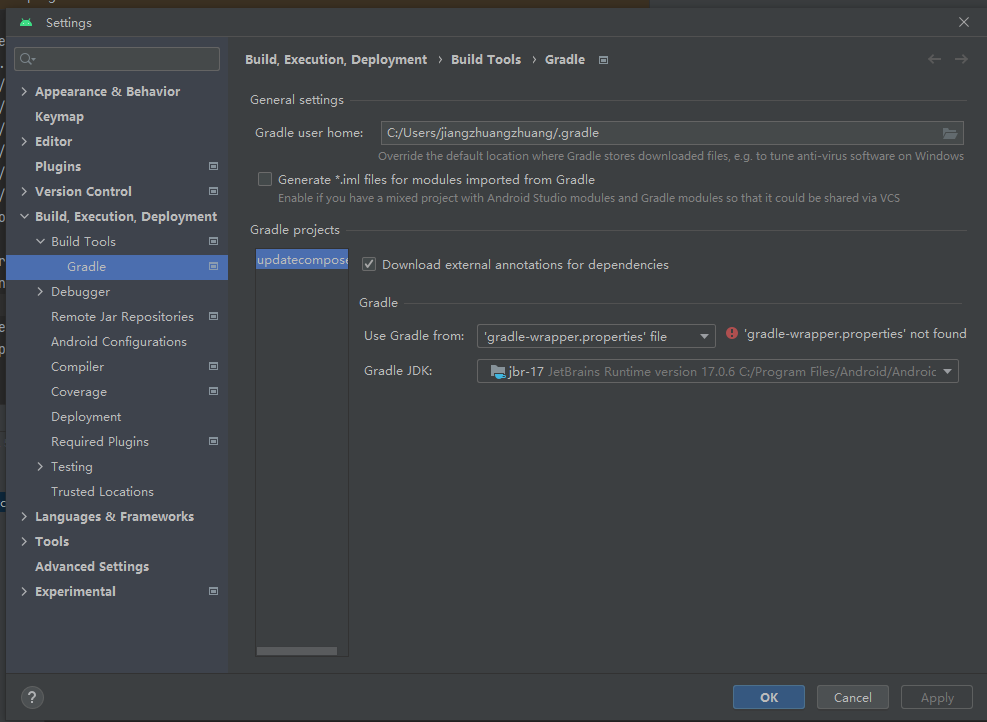 Settings
Build, Execution, Deployment › Build Tools › Gradle
Appearance & Behavior
Keymap
Editor
Plugins
Version Control
Build, Execution, Deployment
Build Tools
Gradle
Debugger
Remote Jar Repositories
Android Configurations
Compiler
Coverage
Deployment
Required Plugins
Testing
Trusted Locations
Languages & Frameworks
Tools
Advanced Settings
Experimental
General settings
Gradle user home: C:/Users/jiangzhuangzhuang/.gradle
Override the default location where Gradle stores downloaded files, e.g. to tune anti-virus software on Windows
Generate *.iml files for modules imported from Gradle
Enable if you have a mixed project with Android Studio modules and Gradle modules so that it could be shared via VCS
Gradle projects
updatecompose
Download external annotations for dependencies
Gradle
Use Gradle from: 'gradle-wrapper.properties' file 'gradle-wrapper.properties' not found
Gradle JDK: jbr-17 JetBrains Runtime version 17.0.6 C:/Program Files/Android/Androic
?
OK Cancel Apply